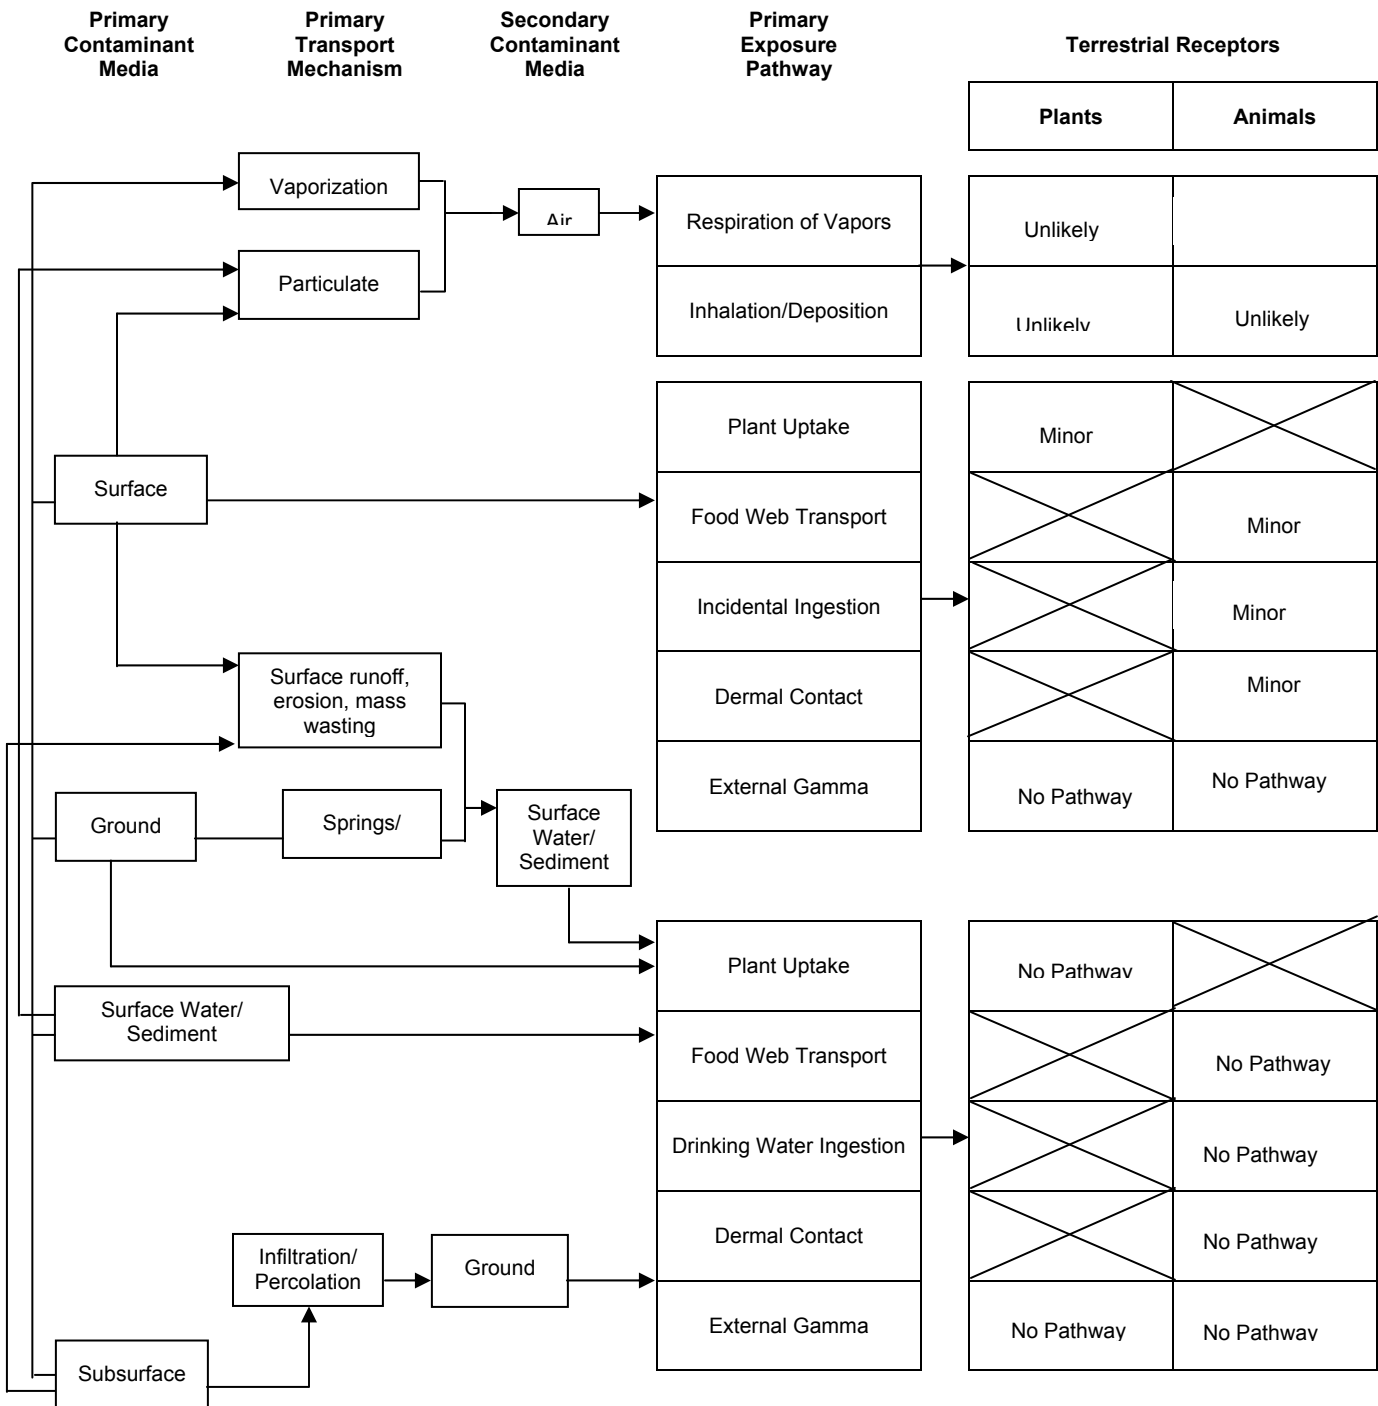 Primary
Contaminant
Media
Primary
Transport
Mechanism
Secondary
Contaminant
Media
Primary
Exposure
Pathway
Terrestrial Receptors
Plants
Animals
Vaporization
Particulate
Air
Respiration of Vapors
Inhalation/Deposition
Unlikely
Unlikely
Unlikely
Surface
Plant Uptake
Food Web Transport
Incidental Ingestion
Dermal Contact
External Gamma
Minor
Minor
Minor
Minor
No Pathway
No Pathway
Surface runoff,
erosion, mass
wasting
Ground
Springs/
Surface
Water/
Sediment
Surface Water/
Sediment
Plant Uptake
Food Web Transport
Drinking Water Ingestion
Dermal Contact
External Gamma
No Pathway
No Pathway
No Pathway
No Pathway
No Pathway
No Pathway
Infiltration/
Percolation
Ground
Subsurface